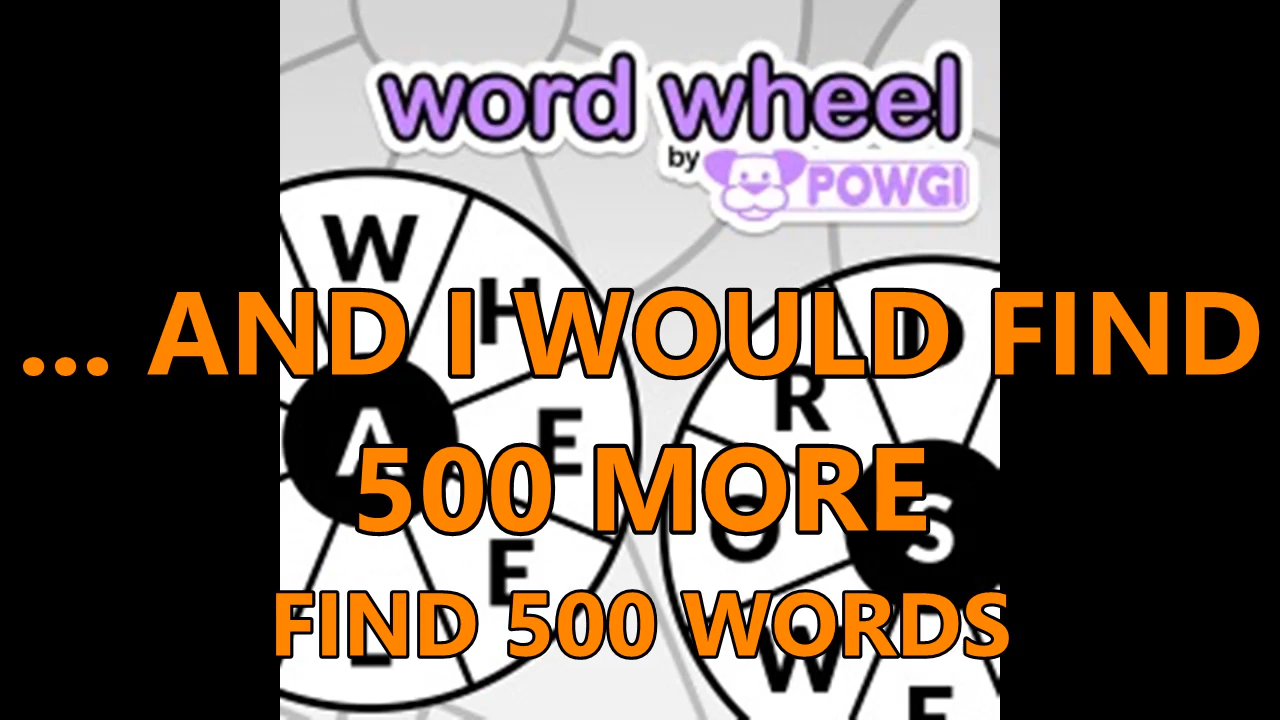 word wheel
by POWGI
W
H
A
E
E
L
D
R
O
S
W
E
... AND I WOULD FIND
500 MORE
FIND 500 WORDS